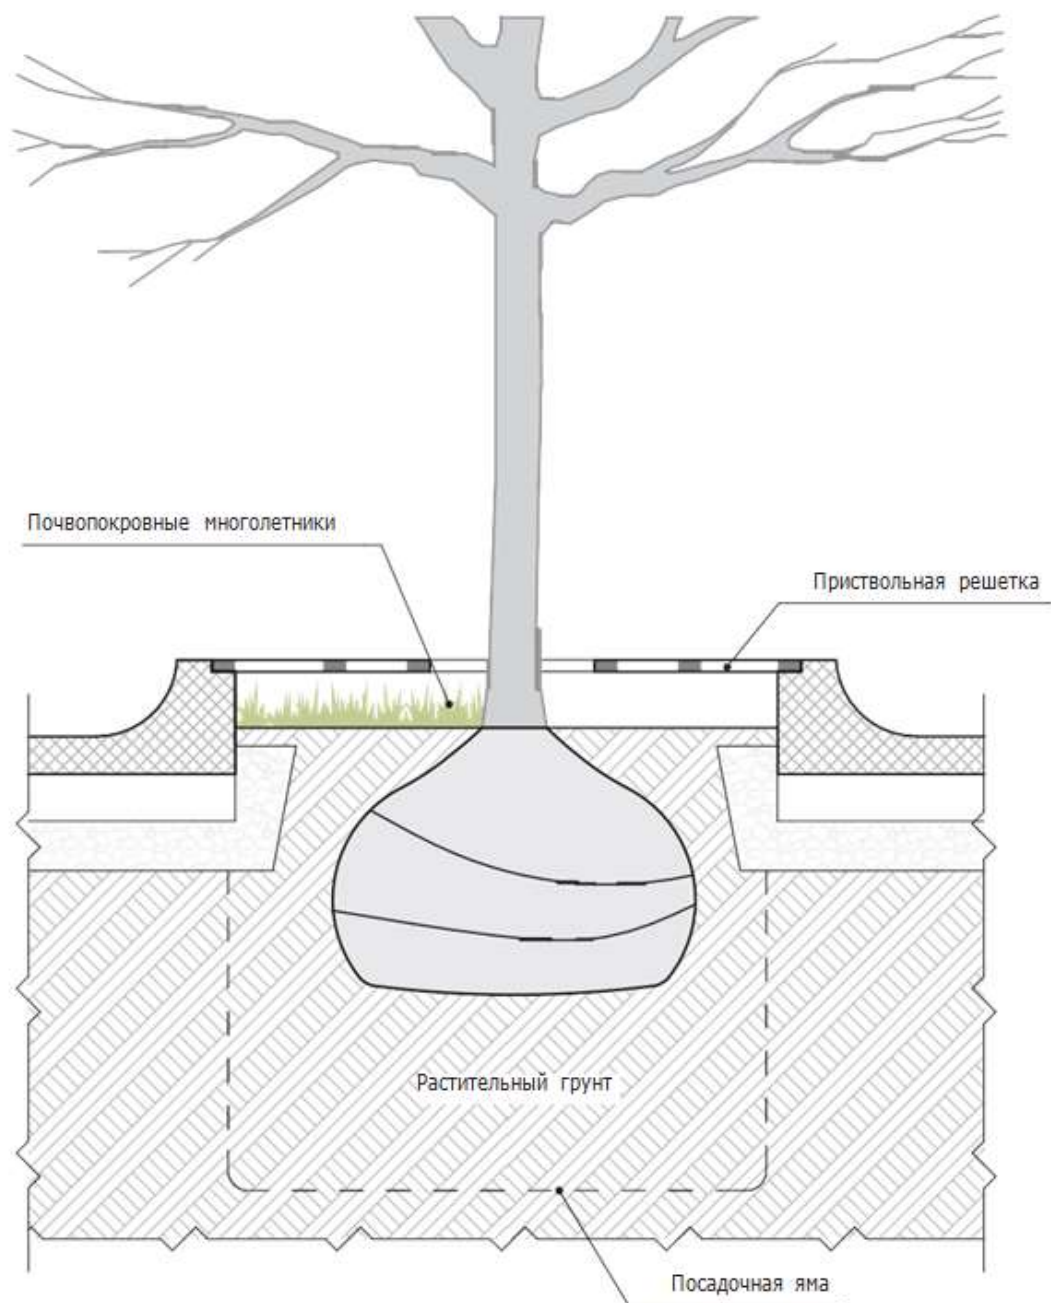 Почвопокровные многолетники
Приствольная решетка
Растительный грунт
Посадочная яма